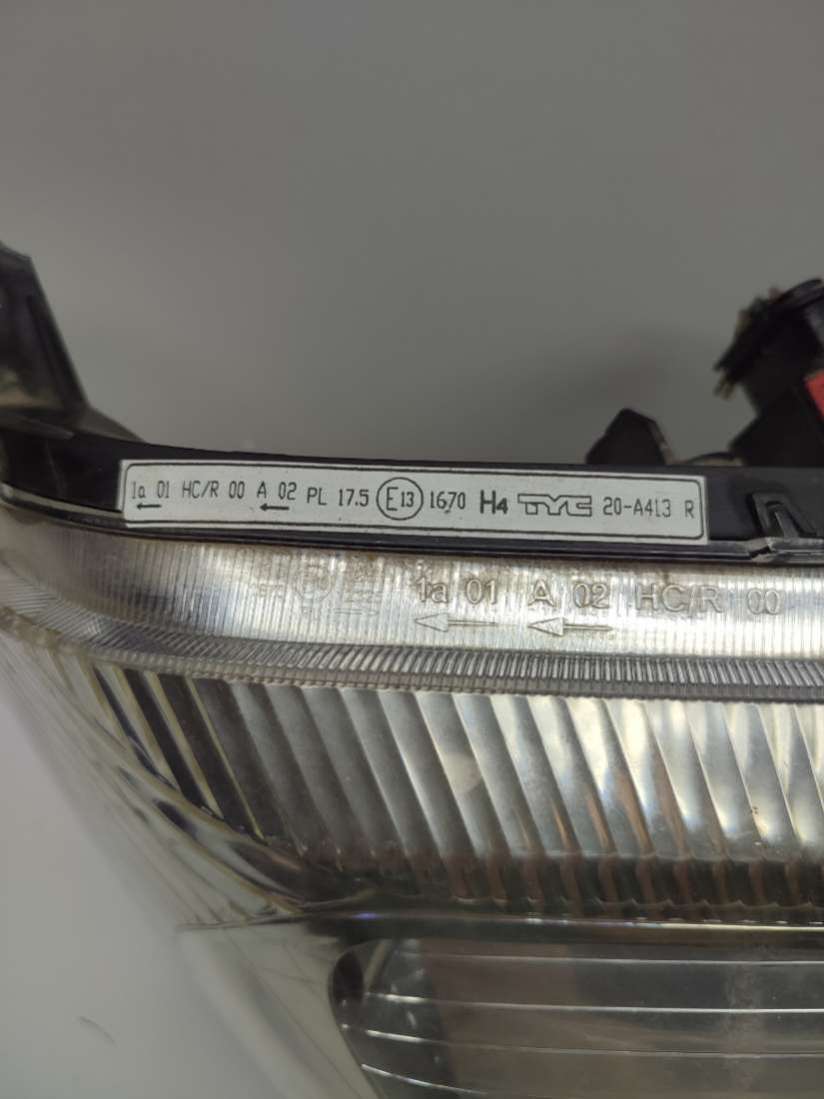 1a 01 HC/R 00 A 02 PL 17.5 E13 1670 H4 TYC 20-A413 R
1a 01 A 02 HC/R 00